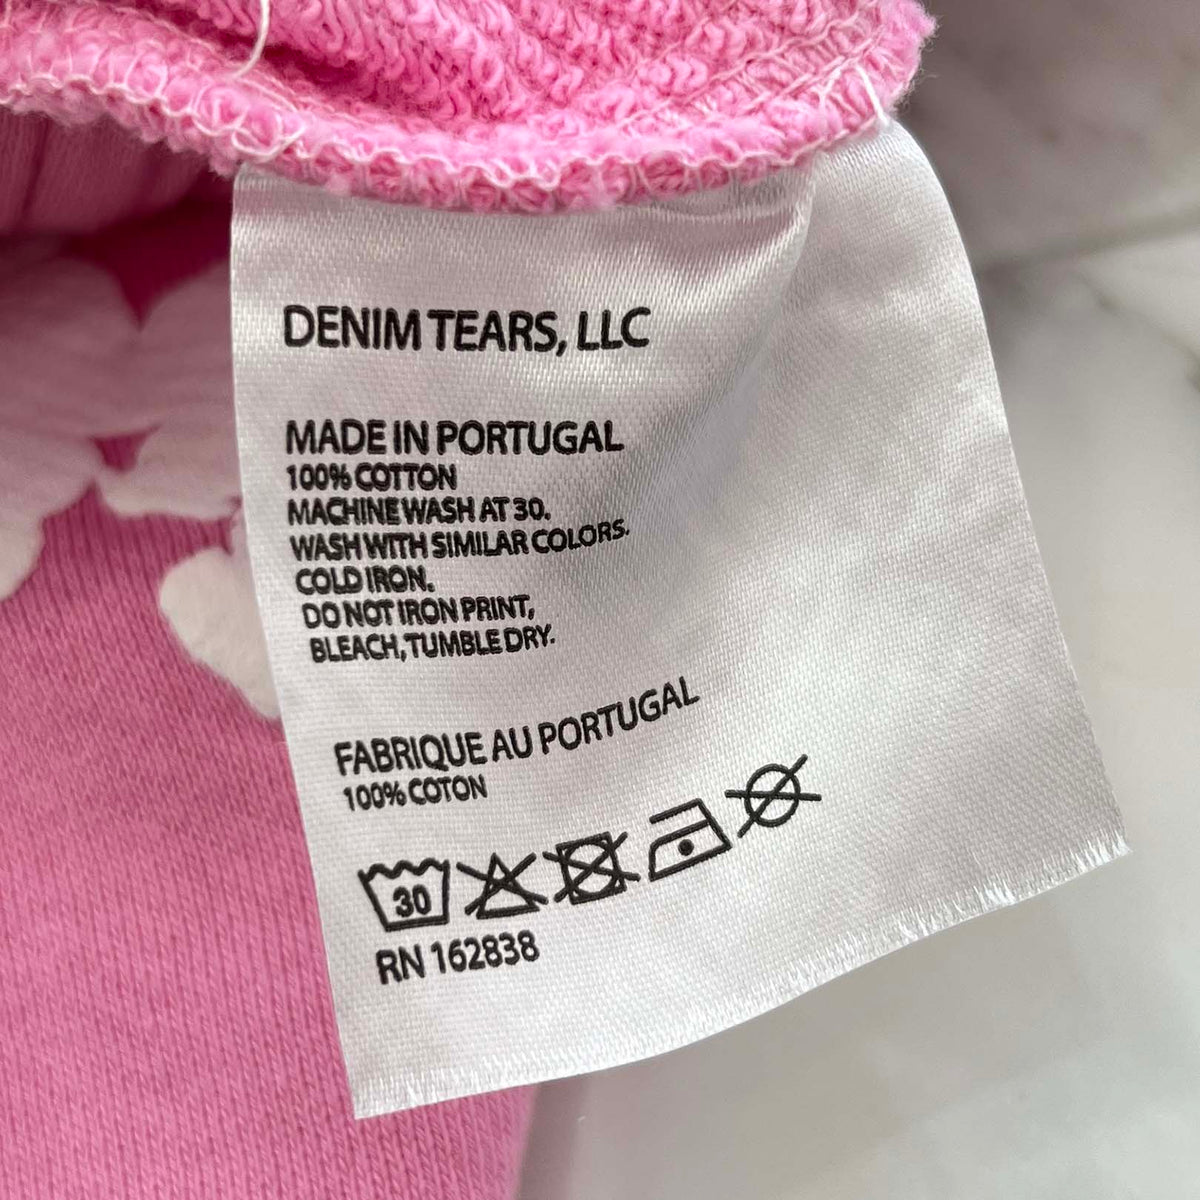 DENIM TEARS, LLC
MADE IN PORTUGAL
100% COTTON
MACHINE WASH AT 30.
WASH WITH SIMILAR COLORS.
COLD IRON.
DO NOT IRON PRINT,
BLEACH, TUMBLE DRY.
FABRIQUE AU PORTUGAL
100% COTON
30
RN 162838